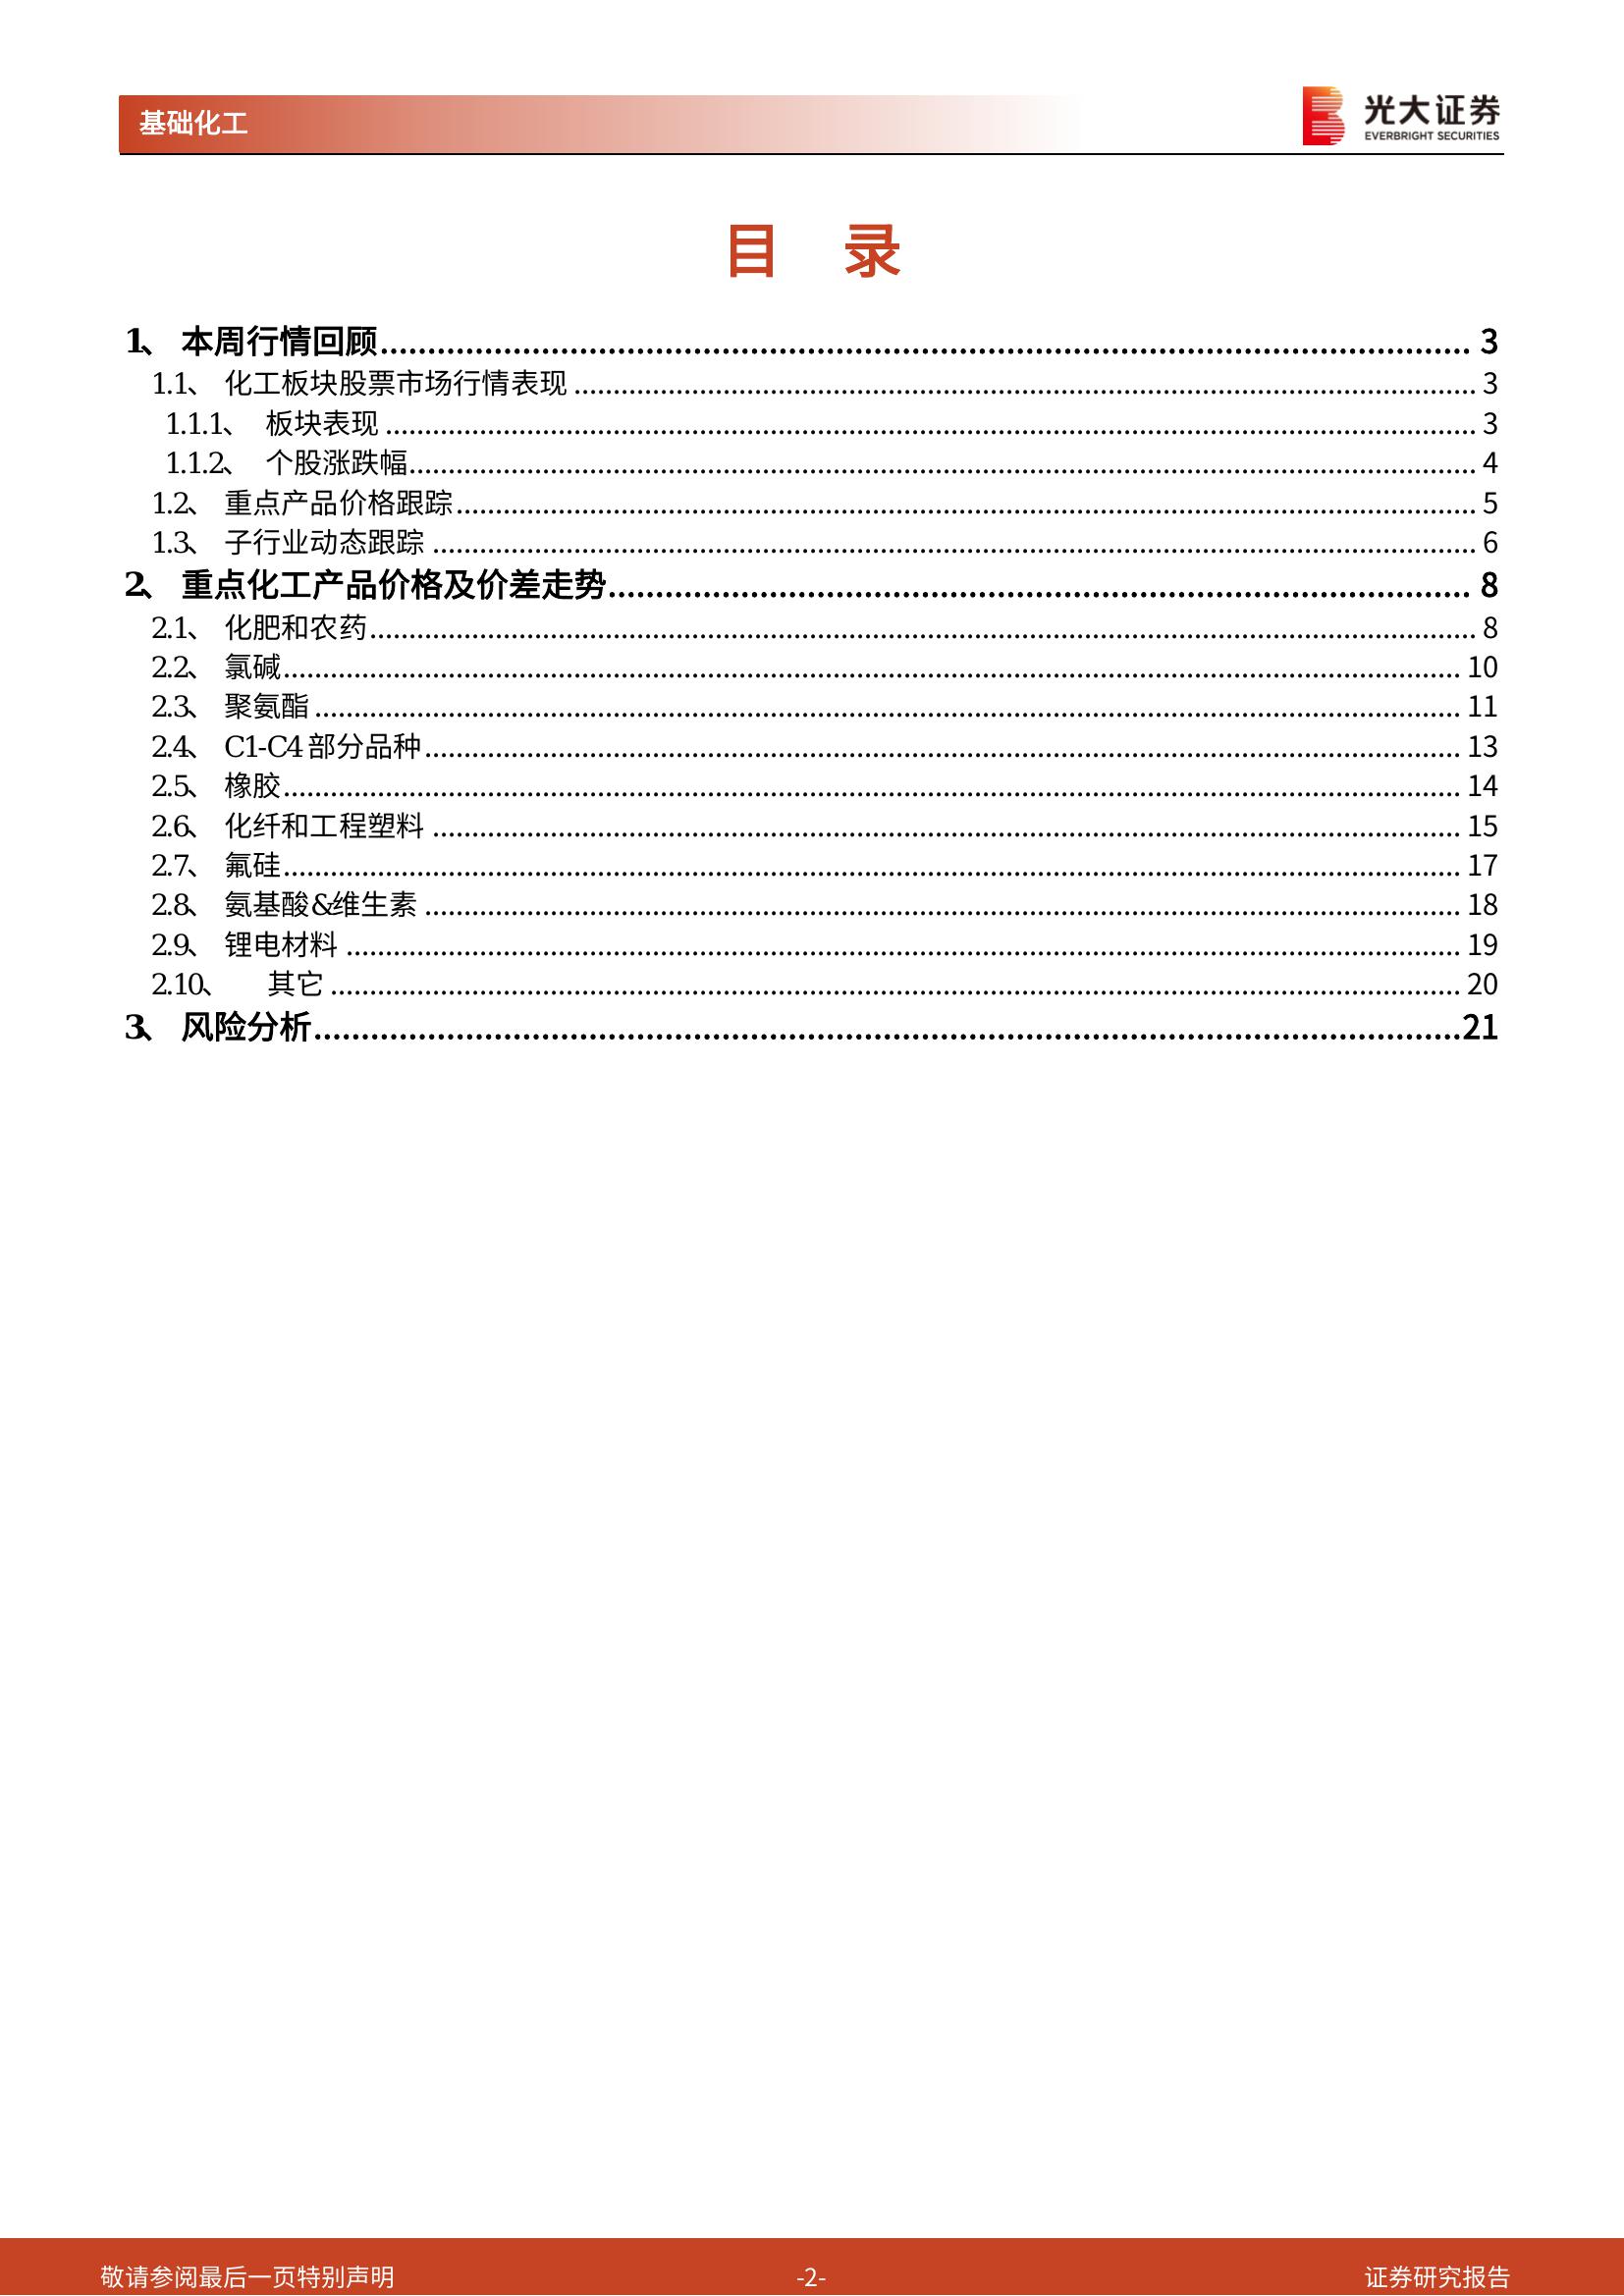 基础化工
光大证券
EVERBRIGHT SECURITIES
目 录
1、 本周行情回顾 3
1.1、 化工板块股票市场行情表现 3
1.1.1、 板块表现 3
1.1.2、 个股涨跌幅 4
1.2、 重点产品价格跟踪 5
1.3、 子行业动态跟踪 6
2、 重点化工产品价格及价差走势 8
2.1、 化肥和农药 8
2.2、 氯碱 10
2.3、 聚氨酯 11
2.4、 C1-C4 部分品种 13
2.5、 橡胶 14
2.6、 化纤和工程塑料 15
2.7、 氟硅 17
2.8、 氨基酸&维生素 18
2.9、 锂电材料 19
2.10、 其它 20
3、 风险分析 21
敬请参阅最后一页特别声明 -2- 证券研究报告